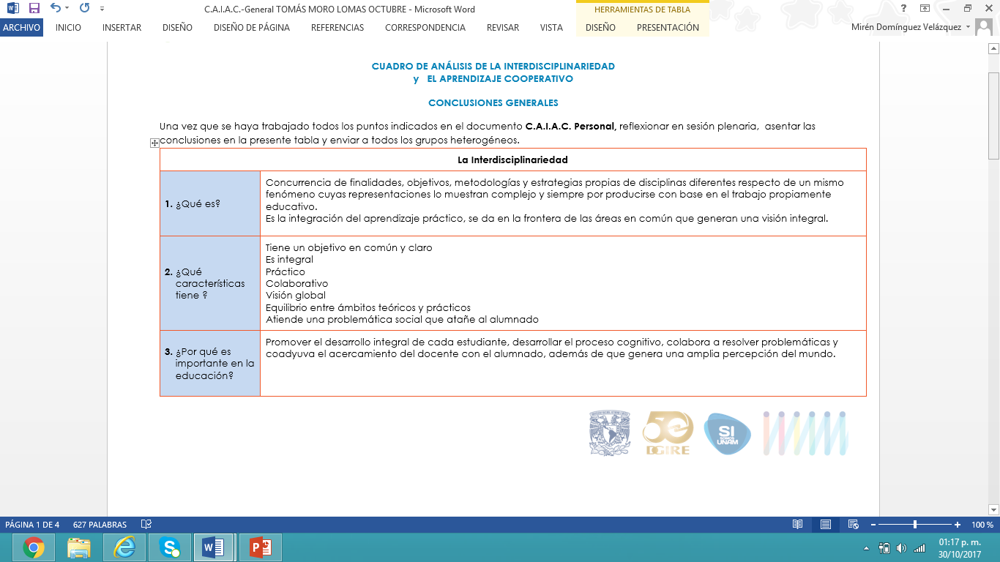 C.A.I.A.C.-General TOMÁS MORO LOMAS OCTUBRE - Microsoft Word
HERRAMIENTAS DE TABLA
?
ARCHIVO INICIO INSERTAR DISEÑO DISEÑO DE PÁGINA REFERENCIAS CORRESPONDENCIA REVISAR VISTA DISEÑO PRESENTACIÓN
Mirén Domínguez Velázquez
CUADRO DE ANÁLISIS DE LA INTERDISCIPLINARIEDAD
y EL APRENDIZAJE COOPERATIVO
CONCLUSIONES GENERALES
Una vez que se haya trabajado todos los puntos indicados en el documento C.A.I.A.C. Personal, reflexionar en sesión plenaria, asentar las
conclusiones en la presente tabla y enviar a todos los grupos heterogéneos.
La Interdisciplinariedad
1. ¿Qué es?
Concurrencia de finalidades, objetivos, metodologías y estrategias propias de disciplinas diferentes respecto de un mismo
fenómeno cuyas representaciones lo muestran complejo y siempre por producirse con base en el trabajo propiamente
educativo.
Es la integración del aprendizaje práctico, se da en la frontera de las áreas en común que generan una visión integral.
2. ¿Qué
características
tiene ?
Tiene un objetivo en común y claro
Es integral
Práctico
Colaborativo
Visión global
Equilibrio entre ámbitos teóricos y prácticos
Atiende una problemática social que atañe al alumnado
3. ¿Por qué es
importante en la
educación?
Promover el desarrollo integral de cada estudiante, desarrollar el proceso cognitivo, colabora a resolver problemáticas y
coadyuva el acercamiento del docente con el alumnado, además de que genera una amplia percepción del mundo.
50
DGIRE
SI
UNAM
PÁGINA 1 DE 4 627 PALABRAS
100 %
01:17 p. m.
30/10/2017